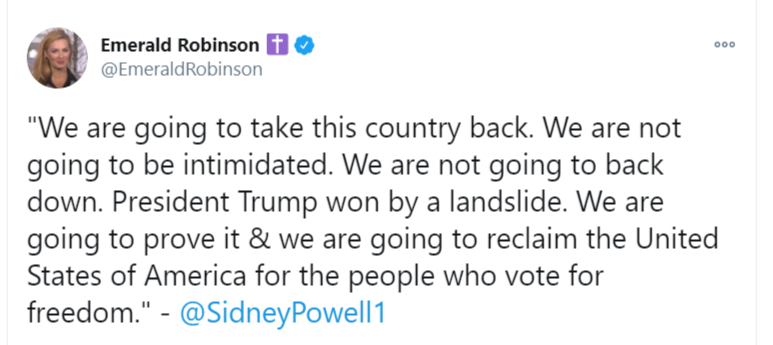 Emerald Robinson ✝️
@EmeraldRobinson
"We are going to take this country back. We are not
going to be intimidated. We are not going to back
down. President Trump won by a landslide. We are
going to prove it & we are going to reclaim the United
States of America for the people who vote for
freedom." - @SidneyPowell1